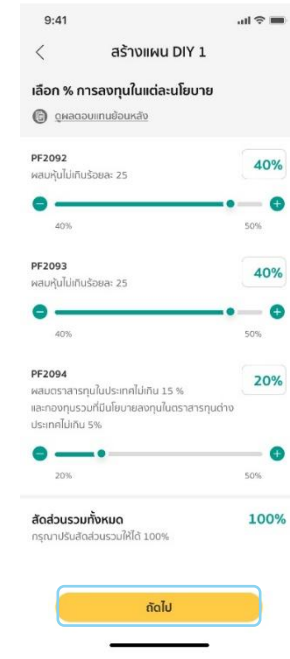 9:41
สร้างแผน DIY 1
เลือก % การลงทุนในแต่ละนโยบาย
ดูผลตอบแทนย้อนหลัง
PF2092
40%
ผสมหุ้นไม่เกินร้อยละ 25
40%
50%
PF2093
40%
ผสมหุ้นไม่เกินร้อยละ 25
40%
50%
PF2094
20%
ผสมตราสารทุนในประเทศไม่เกิน 15 %
และกองทุนรวมที่มีนโยบายลงทุนในตราสารทุนต่าง
ประเทศไม่เกิน 5%
20%
50%
สัดส่วนรวมทั้งหมด
100%
กรุณาปรับสัดส่วนรวมให้ได้ 100%
ถัดไป